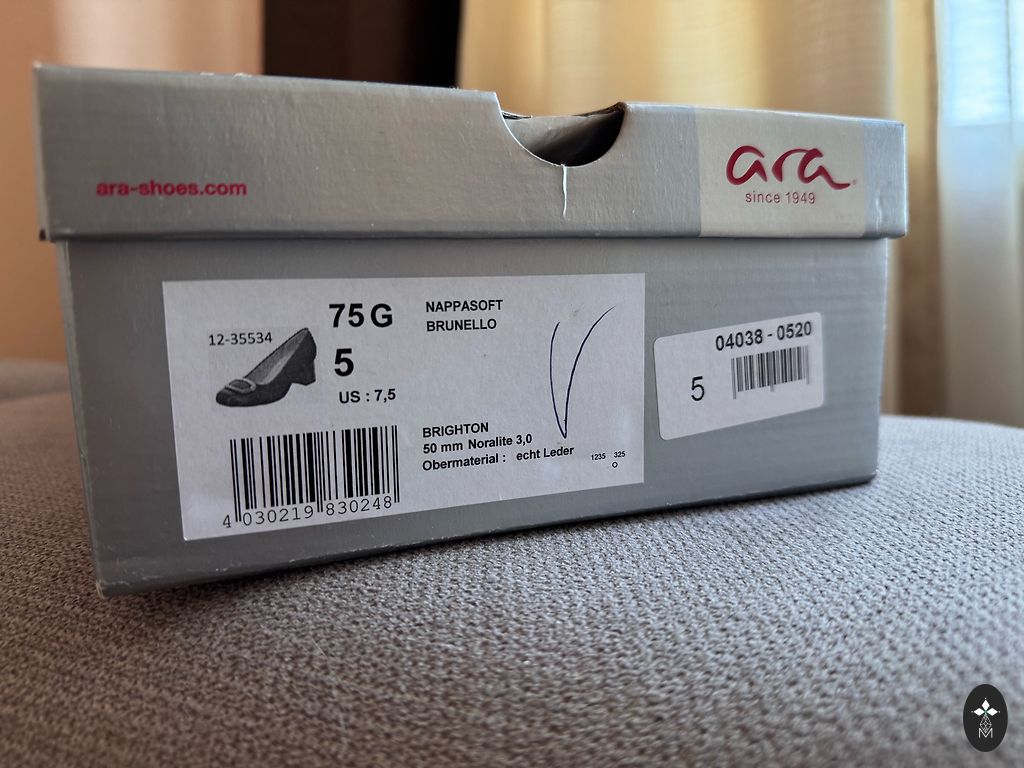 ara-shoes.com
ara
since 1949
12-35534
75 G
5
US : 7,5
NAPPASOFT
BRUNELLO
BRIGHTON
50 mm Noralite 3,0
Obermaterial : echt Leder
1235 325
O
4 030219 830248
04038 - 0520
5
M